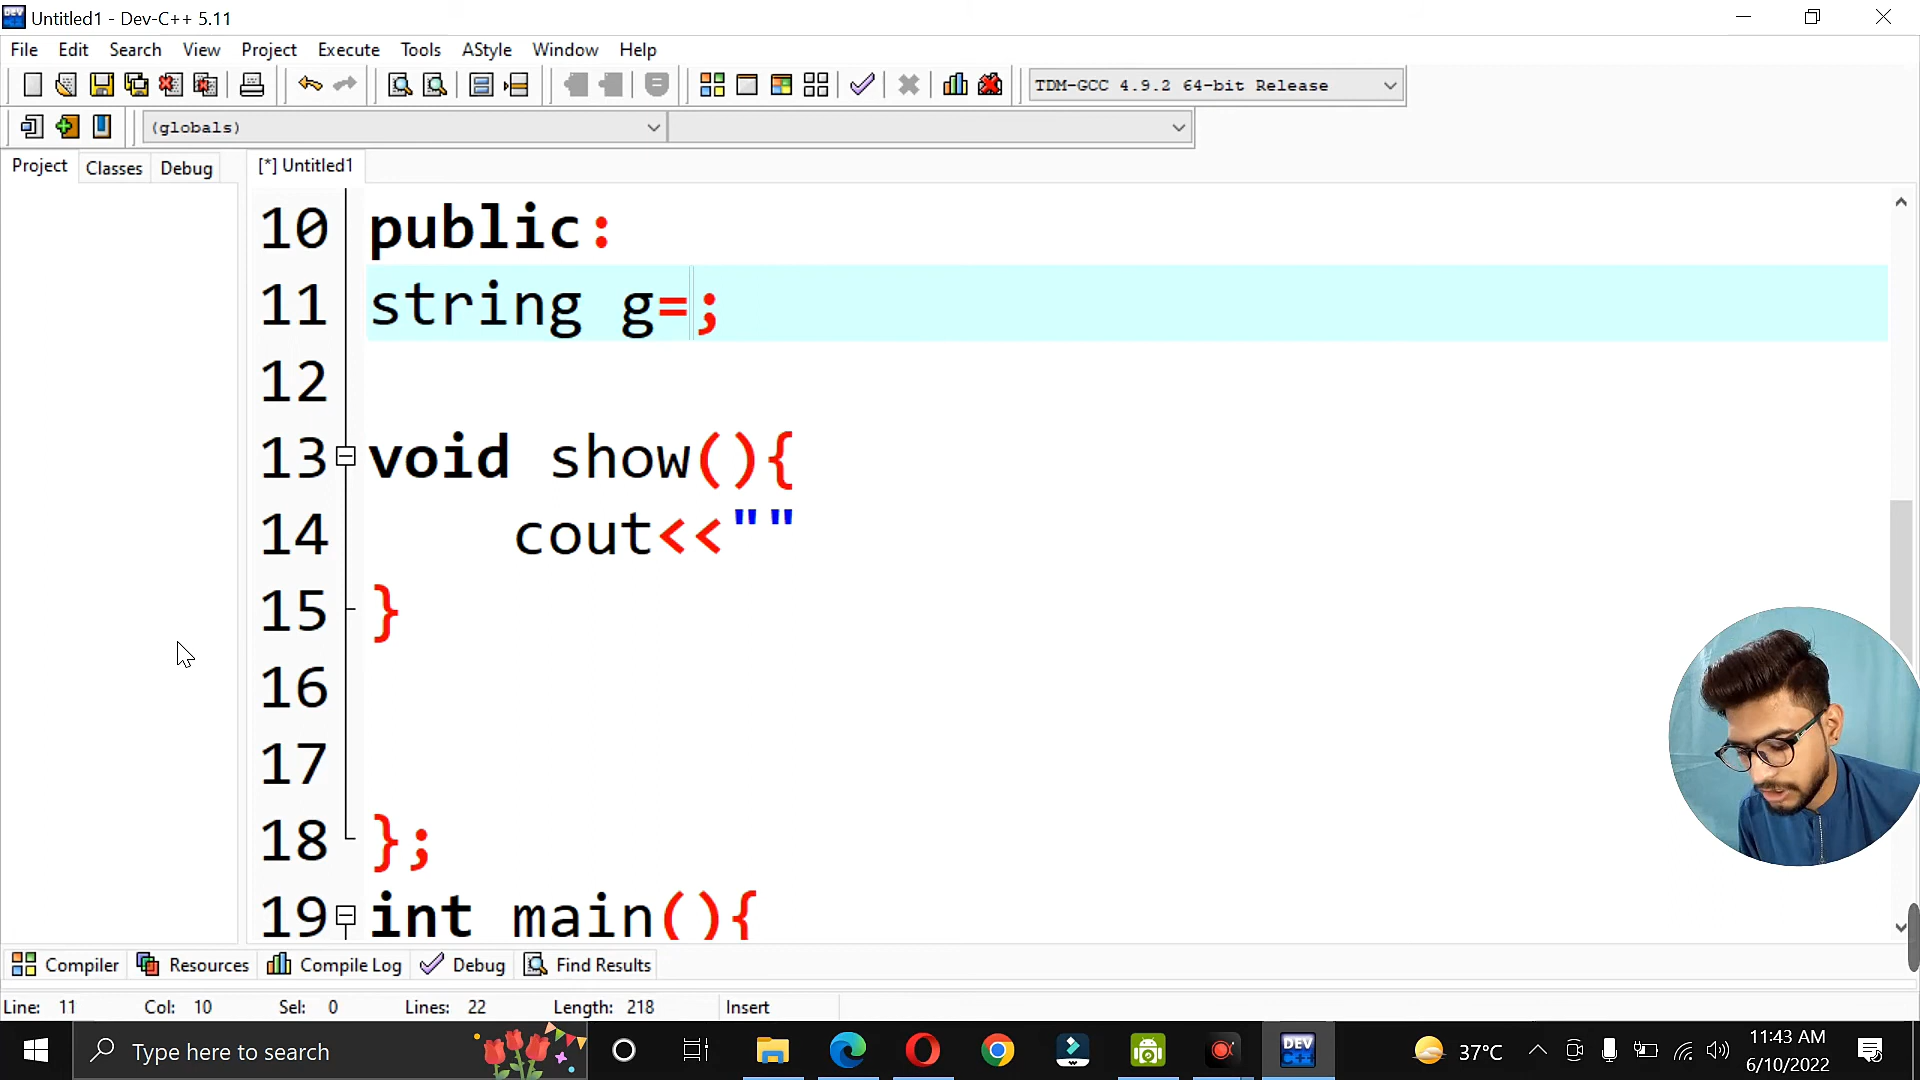 Untitled1 - Dev-C++ 5.11
File Edit Search View Project Execute Tools AStyle Window Help
TDM-GCC 4.9.2 64-bit Release
(globals)
Project Classes Debug [*] Untitled1
10 public:
11 string g=;
12
13 void show(){
14 cout<<""
15 }
16
17
18 };
19 int main(){
Compiler Resources Compile Log Debug Find Results
Line: 11 Col: 10 Sel: 0 Lines: 22 Length: 218 Insert
Type here to search
DEV
C++
37°C
11:43 AM
6/10/2022